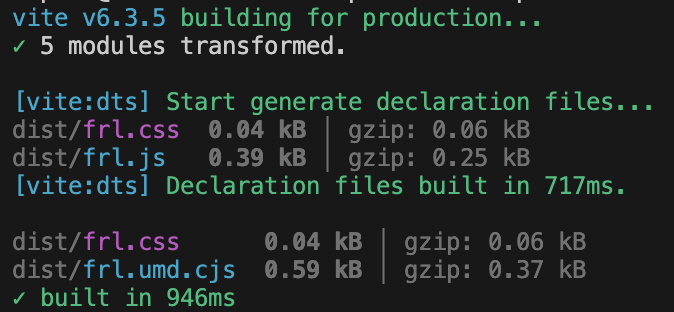 vite v6.3.5 building for production...
✓ 5 modules transformed.
[vite:dts] Start generate declaration files...
dist/frl.css  0.04 kB │ gzip: 0.06 kB
dist/frl.js   0.39 kB │ gzip: 0.25 kB
[vite:dts] Declaration files built in 717ms.
dist/frl.css      0.04 kB │ gzip: 0.06 kB
dist/frl.umd.cjs  0.59 kB │ gzip: 0.37 kB
✓ built in 946ms